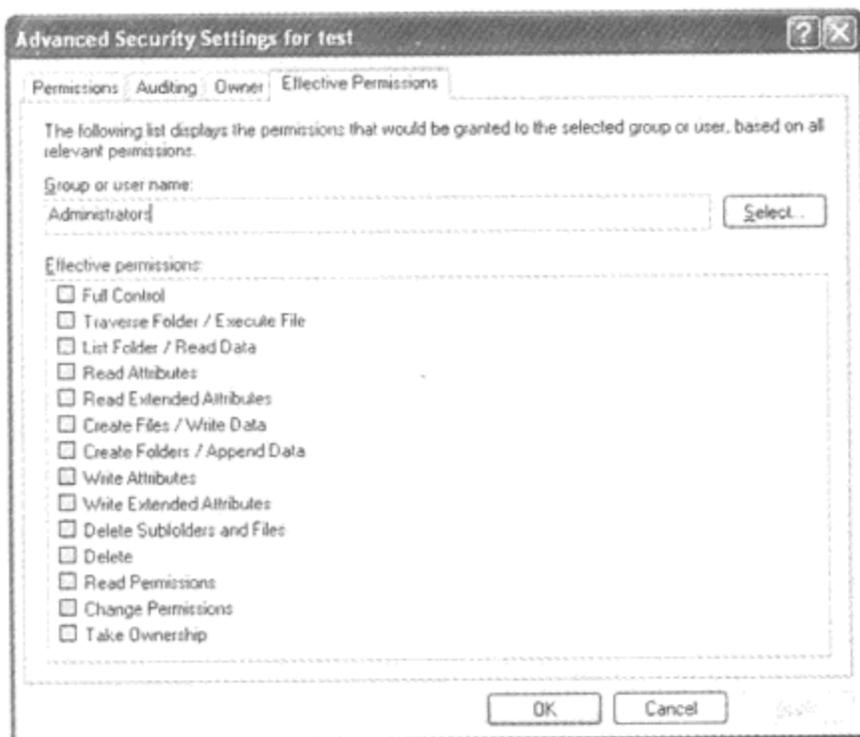 Advanced Security Settings for test
Permissions Auditing Owner Effective Permissions
The following list displays the permissions that would be granted to the selected group or user, based on all
relevant permissions.
Group or user name:
Administrators
Select...
Effective permissions:
Full Control
Traverse Folder / Execute File
List Folder / Read Data
Read Attributes
Read Extended Attributes
Create Files / Write Data
Create Folders / Append Data
Write Attributes
Write Extended Attributes
Delete Subfolders and Files
Delete
Read Permissions
Change Permissions
Take Ownership
OK Cancel